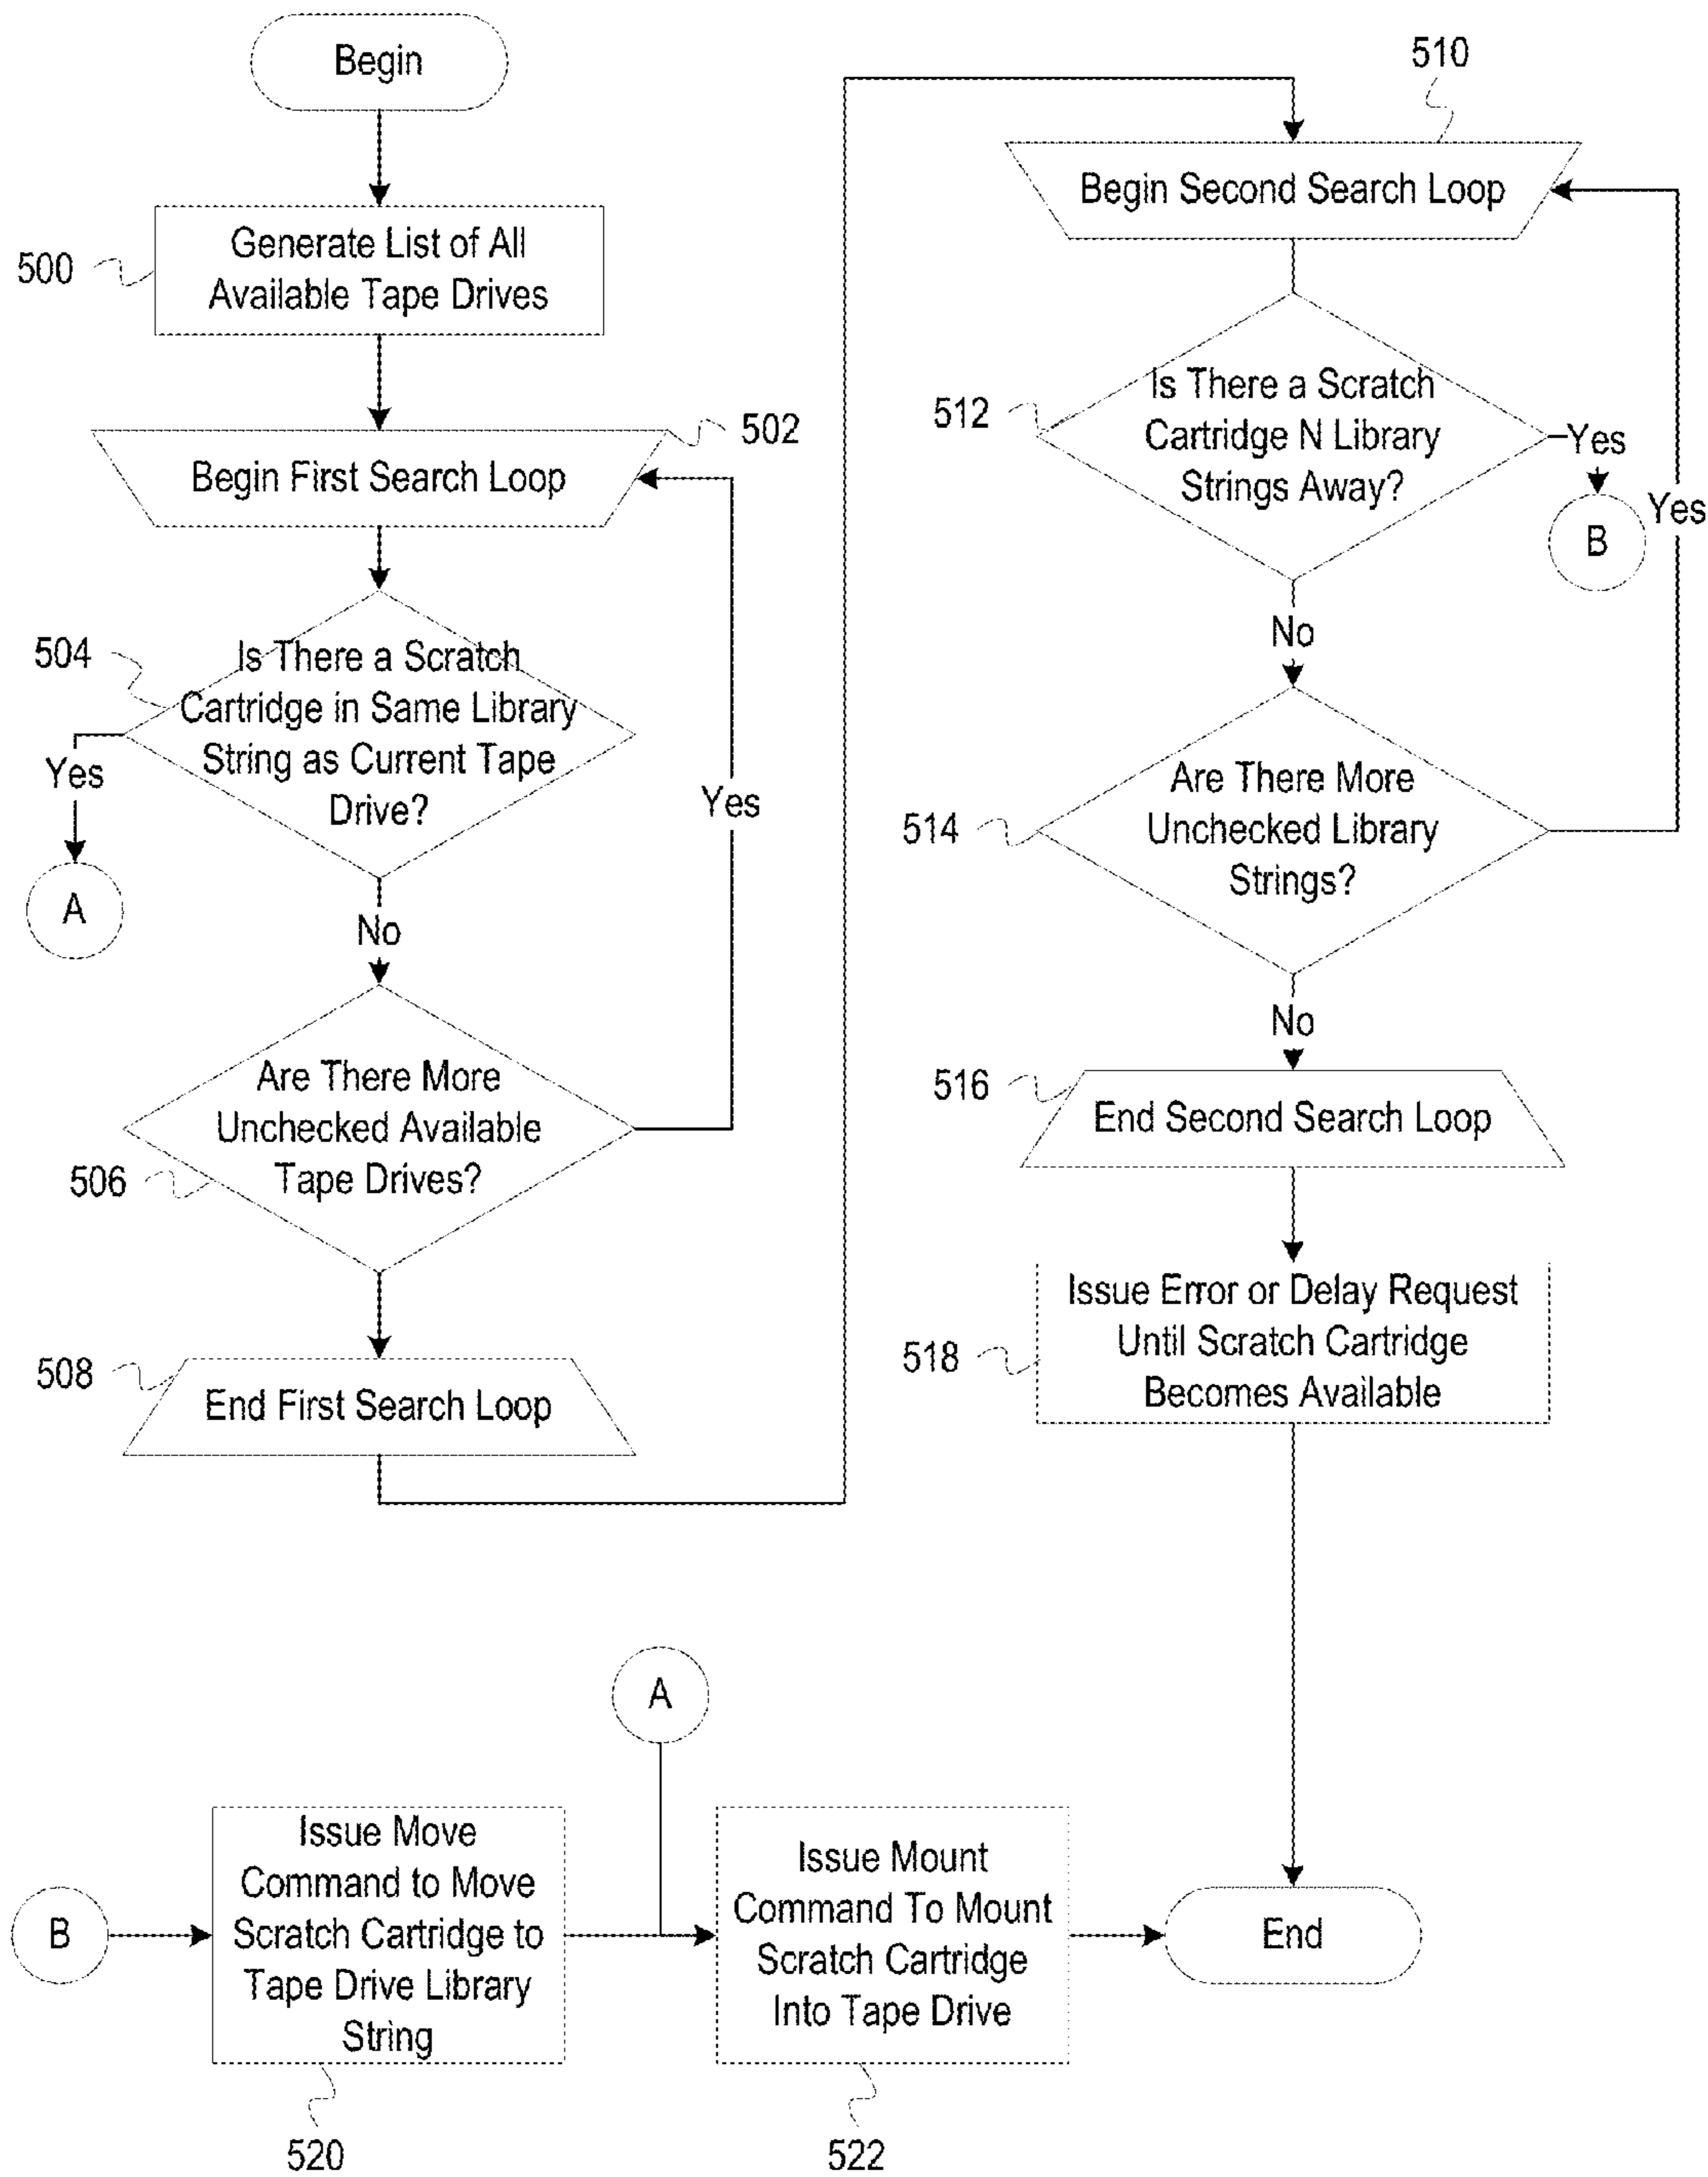 Begin
500
Generate List of All
Available Tape Drives
502
Begin First Search Loop
504
Is There a Scratch
Cartridge in Same Library
String as Current Tape
Drive?
Yes
A
No
Yes
Are There More
Unchecked Available
Tape Drives?
506
508
End First Search Loop
510
Begin Second Search Loop
512
Is There a Scratch
Cartridge N Library
Strings Away?
Yes
B
Yes
No
514
Are There More
Unchecked Library
Strings?
No
516
End Second Search Loop
518
Issue Error or Delay Request
Until Scratch Cartridge
Becomes Available
A
B
Issue Move
Command to Move
Scratch Cartridge to
Tape Drive Library
String
520
Issue Mount
Command To Mount
Scratch Cartridge
Into Tape Drive
522
End